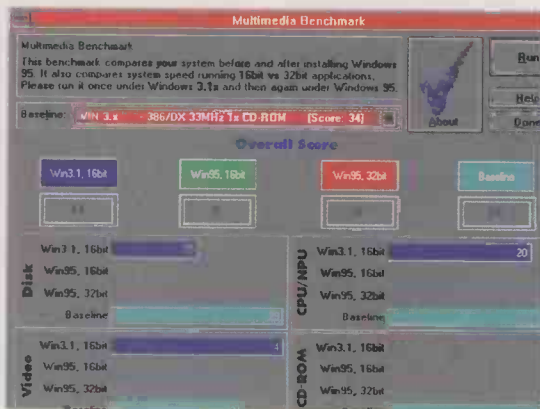 Multimedia Benchmark
Multimedia Benchmark
This benchmark compares your system before and after installing Windows
95. It also compares system speed running 16bit vs 32bit applications.
Please run it once under Windows 3.1x and then again under Windows 95.
Baseline: WIN 3.x - 386/DX 33MHz 1x CD-ROM (Score: 34)
About
Run
Help
Done
Overall Score
Win3.1, 16bit
Win95, 16bit
Win95, 32bit
Baseline
Disk
Win3.1, 16bit
Win95, 16bit
Win95, 32bit
Baseline
CPU/NPU
Win3.1, 16bit 20
Win95, 16bit
Win95, 32bit
Baseline
Video
Win3.1, 16bit 4
Win95, 16bit
Win95, 32bit
Baseline
CD-ROM
Win3.1, 16bit
Win95, 16bit
Win95, 32bit